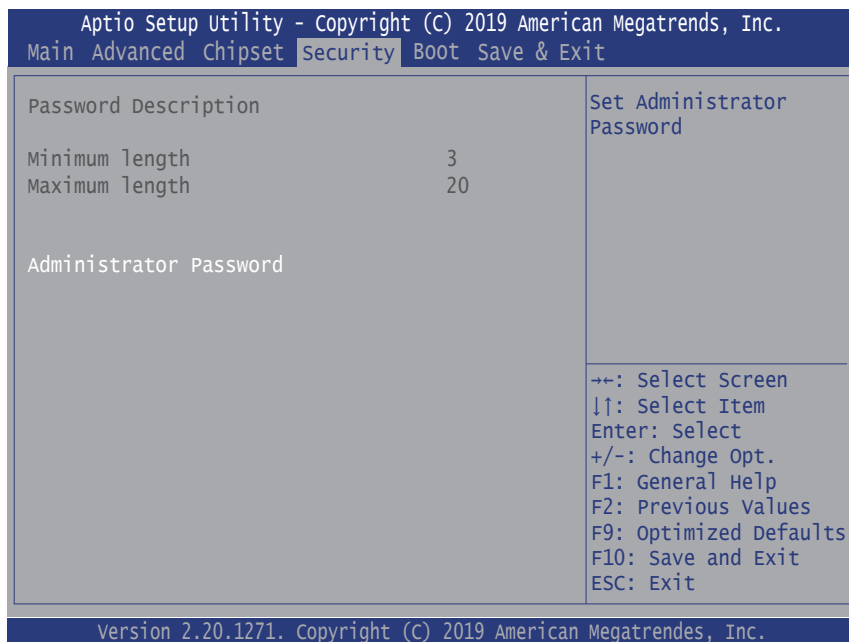 Aptio Setup Utility - Copyright (C) 2019 American Megatrends, Inc.
Main Advanced Chipset Security Boot Save & Exit
Password Description
Minimum length 3
Maximum length 20
Administrator Password
Set Administrator
Password
→←: Select Screen
↓↑: Select Item
Enter: Select
+/-: Change Opt.
F1: General Help
F2: Previous Values
F9: Optimized Defaults
F10: Save and Exit
ESC: Exit
Version 2.20.1271. Copyright (C) 2019 American Megatrendes, Inc.